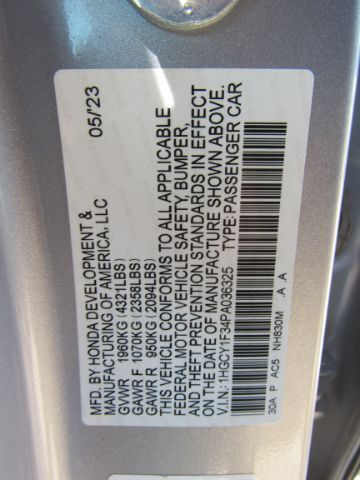 MFD. BY HONDA DEVELOPMENT & 05/23
MANUFACTURING OF AMERICA, LLC
GVWR 1960KG (4321LBS)
GAWR F 1070KG (2358LBS)
GAWR R 950KG (2094LBS)
THIS VEHICLE CONFORMS TO ALL APPLICABLE
FEDERAL MOTOR VEHICLE SAFETY, BUMPER,
AND THEFT PREVENTION STANDARDS IN EFFECT
ON THE DATE OF MANUFACTURE SHOWN ABOVE.
V.I.N.: 1HGCY1F34PA036325 TYPE: PASSENGER CAR
30A P AC5 NH830M .A .A